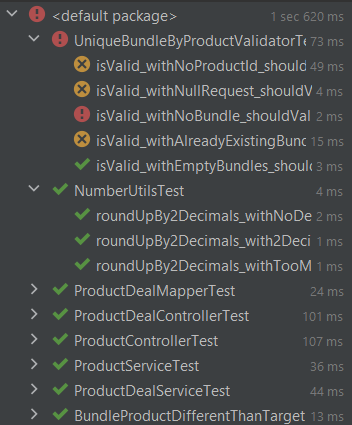 <default package> 1 sec 620 ms
UniqueBundleByProductValidatorTe 73 ms
isValid_withNoProductId_should 49 ms
isValid_withNullRequest_shouldV 4 ms
isValid_withNoBundle_shouldVal 2 ms
isValid_withAlreadyExistingBund 15 ms
isValid_withEmptyBundles_should 3 ms
NumberUtilsTest 4 ms
roundUpBy2Decimals_withNoDe 2 ms
roundUpBy2Decimals_with2Deci 1 ms
roundUpBy2Decimals_withTooM 1 ms
ProductDealMapperTest 24 ms
ProductDealControllerTest 101 ms
ProductControllerTest 107 ms
ProductServiceTest 36 ms
ProductDealServiceTest 44 ms
BundleProductDifferentThanTarget 13 ms